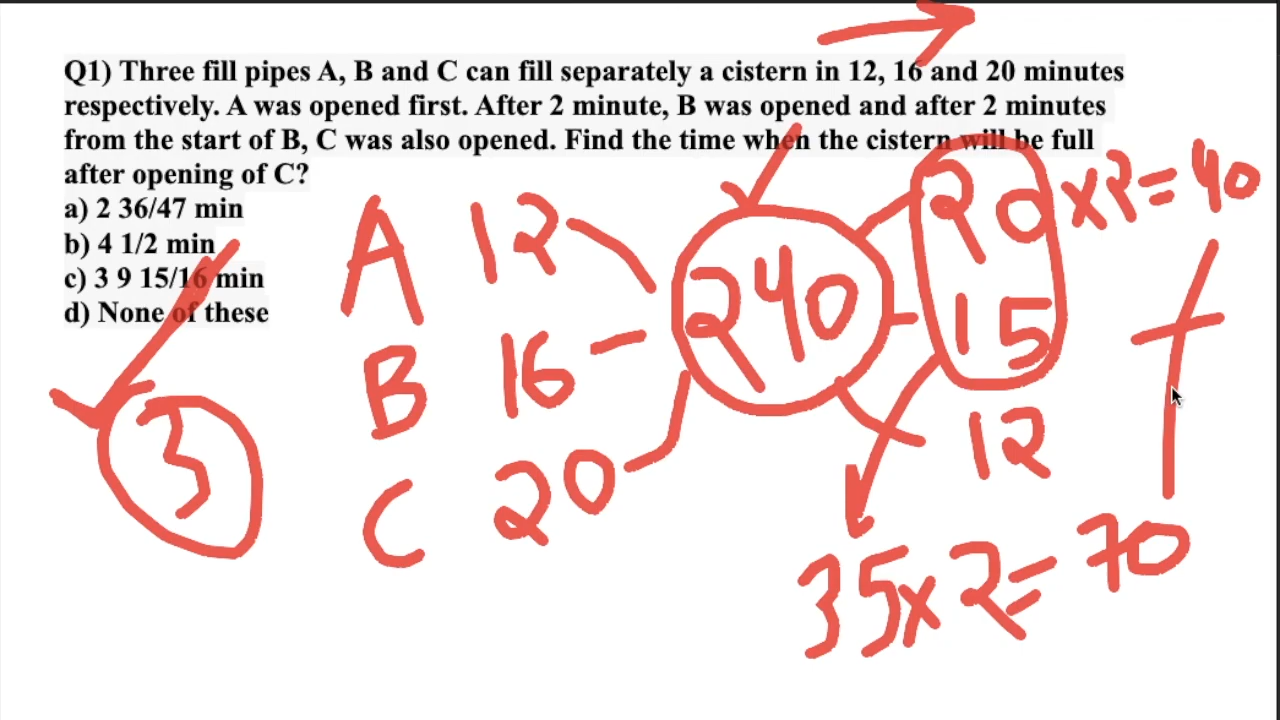 Q1) Three fill pipes A, B and C can fill separately a cistern in 12, 16 and 20 minutes
respectively. A was opened first. After 2 minute, B was opened and after 2 minutes
from the start of B, C was also opened. Find the time when the cistern will be full
after opening of C?
a) 2 36/47 min
b) 4 1/2 min
c) 3 9 15/16 min
d) None of these
A 12 240 20 x2=40
B 16 15
C 20 12
3
35x2=70